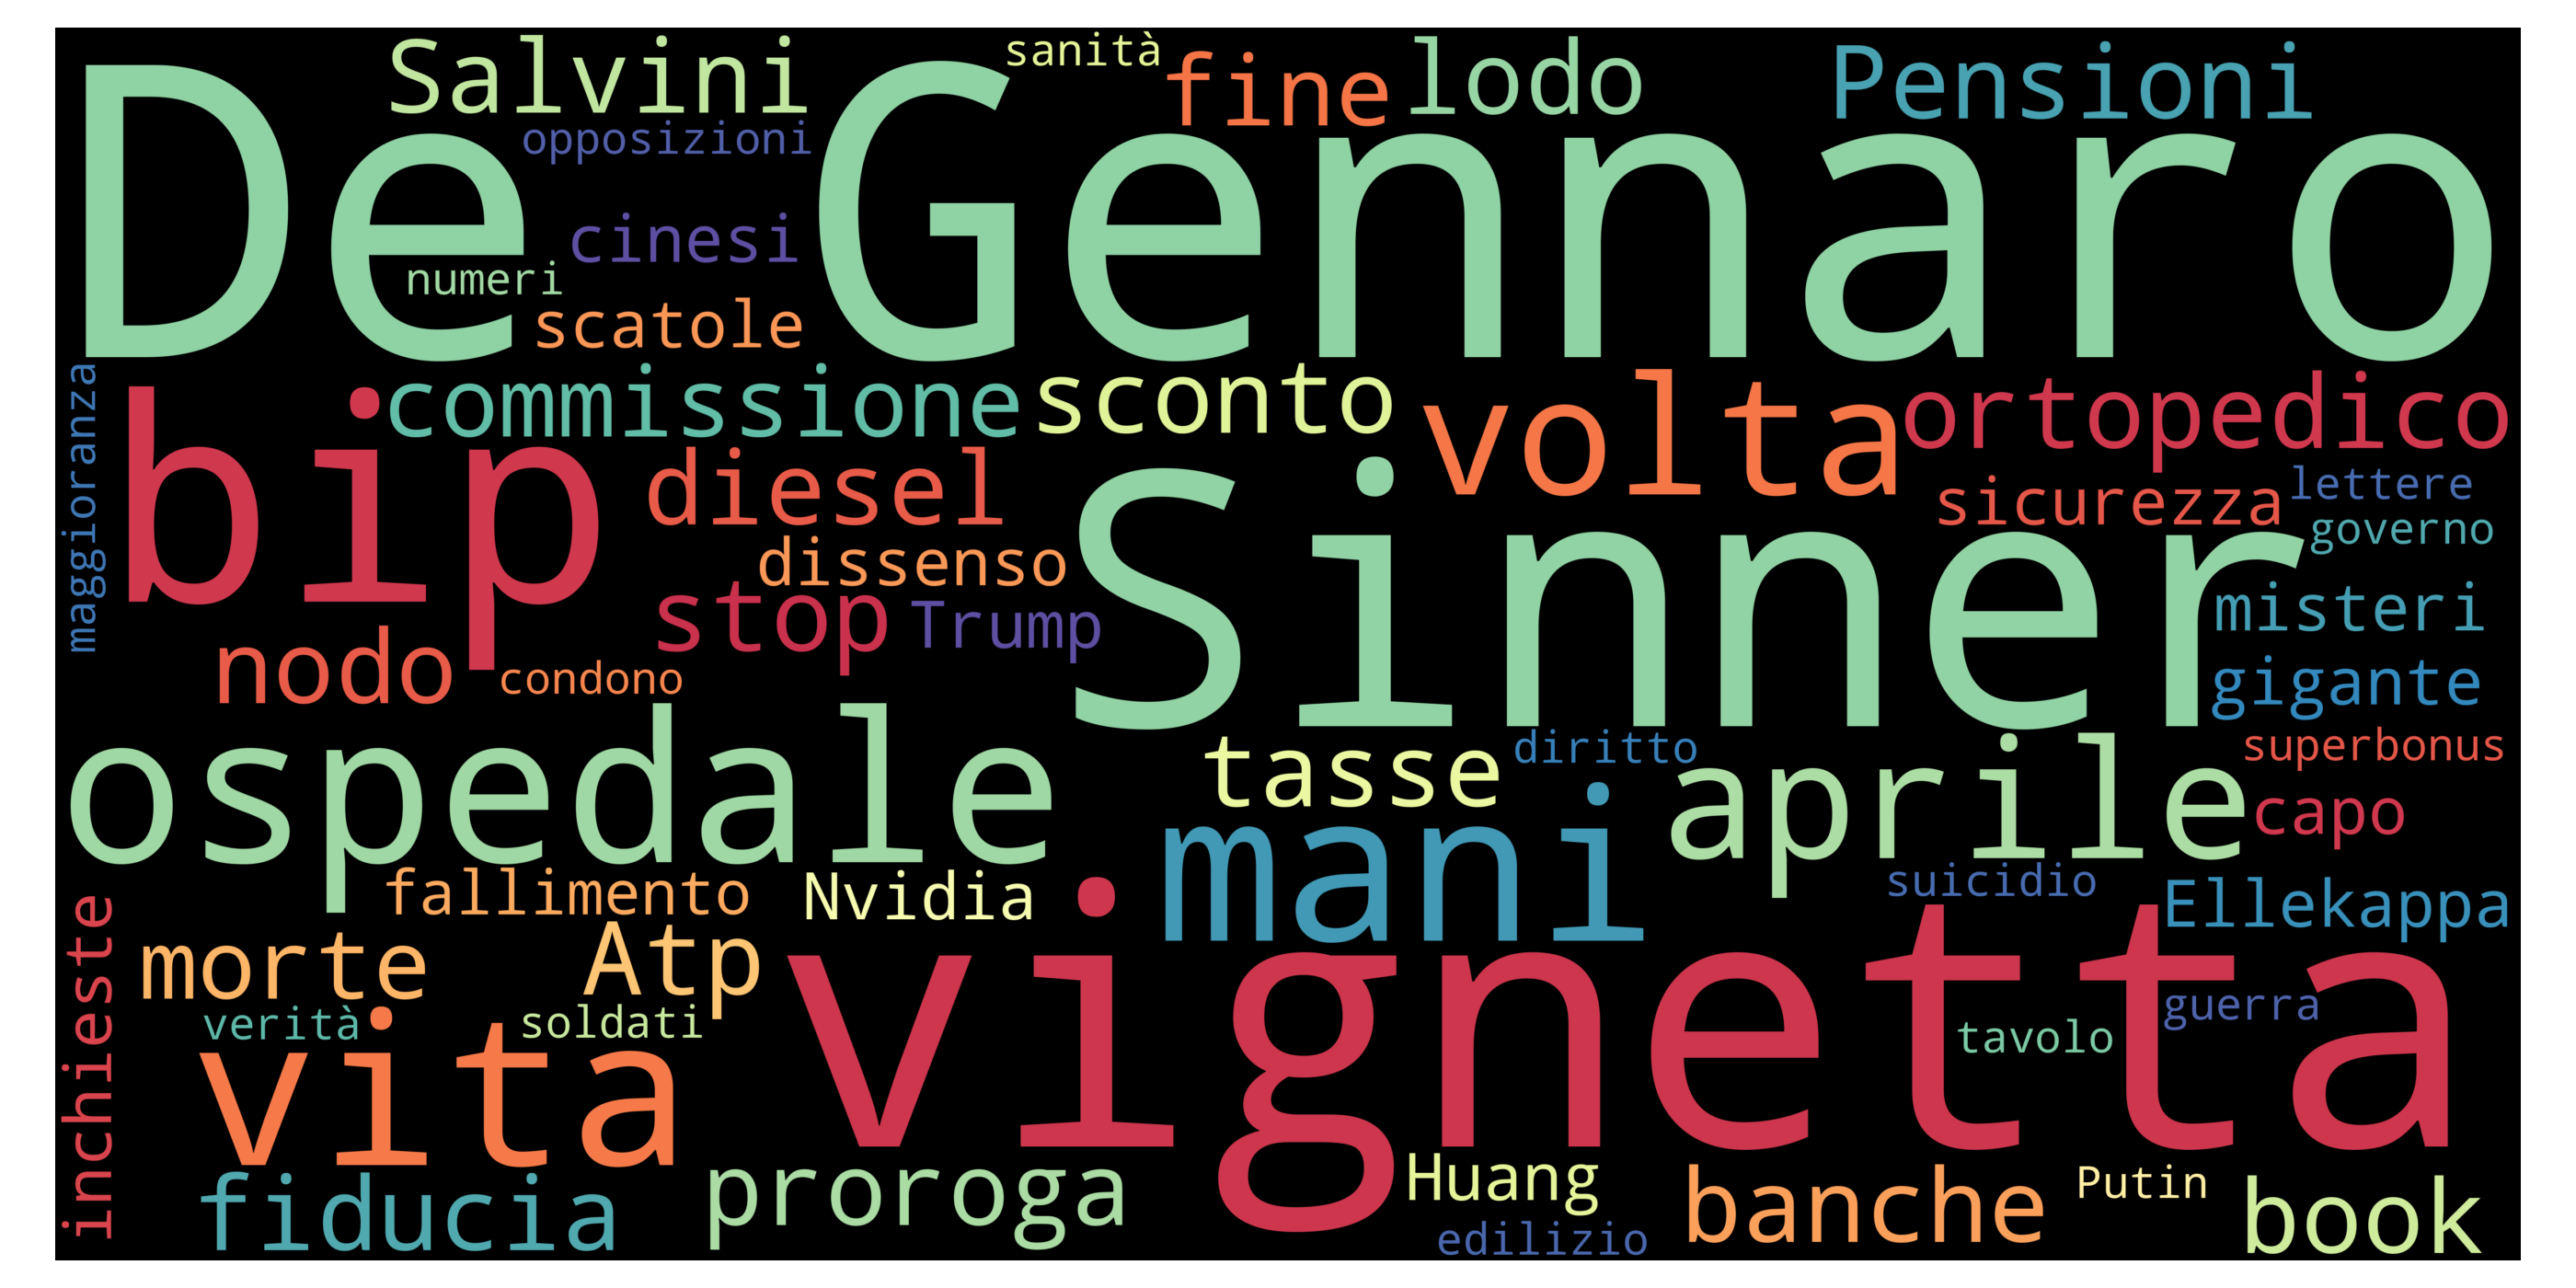 Salvini
sanità
fine
lodo
Pensioni
De Gennaro
opposizioni
cinesi
numeri
scatole
maggioranza
bip
commissione
sconto
volta
ortopedico
diesel
sicurezza
lettere
governo
dissenso
Sinner
stop
Trump
misteri
nodo
condono
gigante
ospedale
tasse
diritto
aprile
superbonus
mani
capo
fallimento
Nvidia
suicidio
Ellekappa
inchieste
morte
Atp
vignetta
verità
soldati
guerra
tavolo
vita
fiducia
proroga
Huang
banche
Putin
book
edilizio